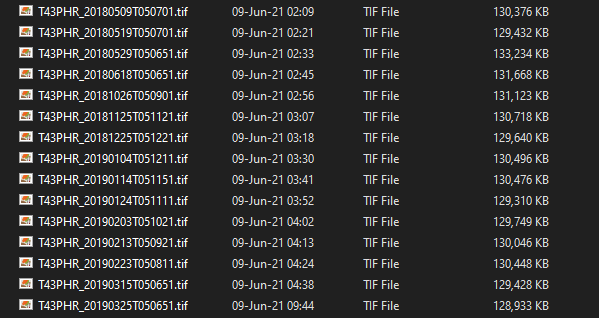 T43PHR_20180509T050701.tif 09-Jun-21 02:09 TIF File 130,376 KB
T43PHR_20180519T050701.tif 09-Jun-21 02:21 TIF File 129,432 KB
T43PHR_20180529T050651.tif 09-Jun-21 02:33 TIF File 133,234 KB
T43PHR_20180618T050651.tif 09-Jun-21 02:45 TIF File 131,668 KB
T43PHR_20181026T050901.tif 09-Jun-21 02:56 TIF File 131,123 KB
T43PHR_20181125T051121.tif 09-Jun-21 03:07 TIF File 130,718 KB
T43PHR_20181225T051221.tif 09-Jun-21 03:18 TIF File 129,640 KB
T43PHR_20190104T051211.tif 09-Jun-21 03:30 TIF File 130,496 KB
T43PHR_20190114T051151.tif 09-Jun-21 03:41 TIF File 130,476 KB
T43PHR_20190124T051111.tif 09-Jun-21 03:52 TIF File 129,310 KB
T43PHR_20190203T051021.tif 09-Jun-21 04:02 TIF File 129,749 KB
T43PHR_20190213T050921.tif 09-Jun-21 04:13 TIF File 130,046 KB
T43PHR_20190223T050811.tif 09-Jun-21 04:24 TIF File 130,448 KB
T43PHR_20190315T050651.tif 09-Jun-21 04:38 TIF File 129,428 KB
T43PHR_20190325T050651.tif 09-Jun-21 09:44 TIF File 128,933 KB